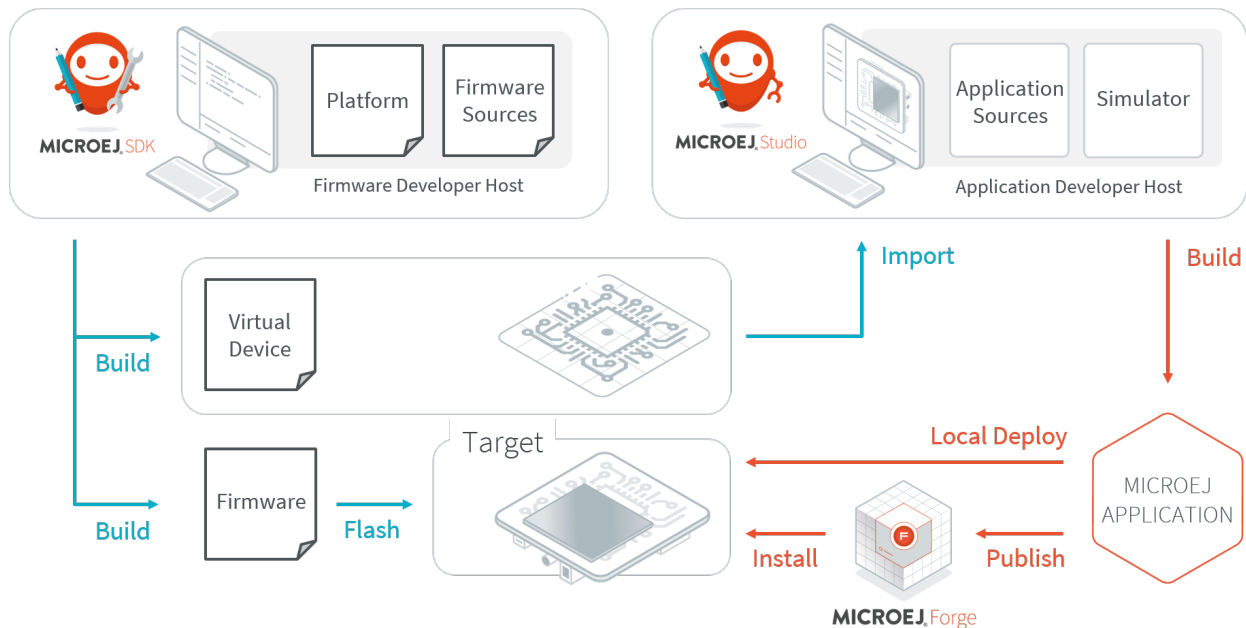 MICROEJ. SDK
Platform
Firmware
Sources
Firmware Developer Host
MICROEJ. Studio
Application
Sources
Simulator
Application Developer Host
Import
Build
Virtual
Device
Build
Target
Local Deploy
MICROEJ
APPLICATION
Firmware
Build
Flash
Install
F
Publish
MICROEJ. Forge